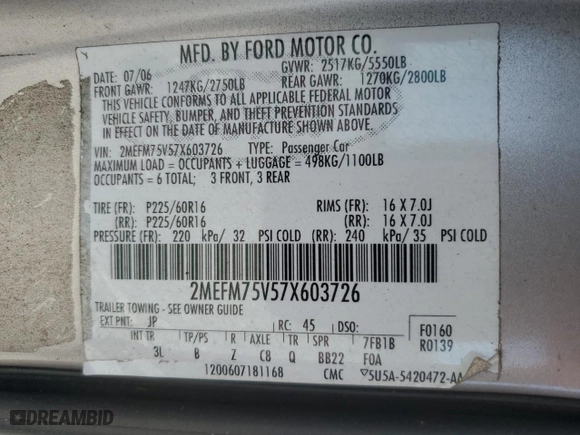 MFD. BY FORD MOTOR CO.
DATE: 07/06 GVWR: 2517KG/5550LB
FRONT GAWR: 1247KG/2750LB REAR GAWR: 1270KG/2800LB
THIS VEHICLE CONFORMS TO ALL APPLICABLE FEDERAL MOTOR
VEHICLE SAFETY, BUMPER, AND THEFT PREVENTION STANDARDS
IN EFFECT ON THE DATE OF MANUFACTURE SHOWN ABOVE.
VIN: 2MEFM75V57X603726 TYPE: Passenger Car
MAXIMUM LOAD = OCCUPANTS + LUGGAGE = 498KG/1100LB
OCCUPANTS = 6 TOTAL; 3 FRONT, 3 REAR
TIRE (FR): P225/60R16 RIMS (FR): 16 X 7.0J
(RR): P225/60R16 (RR): 16 X 7.0J
PRESSURE (FR): 220 kPa/ 32 PSI COLD (RR): 240 kPa/ 35 PSI COLD
2MEFM75V57X603726
TRAILER TOWING - SEE OWNER GUIDE
EXT PNT: JP RC: 45 DSO: F0160
INT TR TP/PS R AXLE TR SPR 7FB1B R0139
3L B Z C8 Q BB22 FOA
1200607181168 CMC 5U5A-5420472-AA
DREAMBID